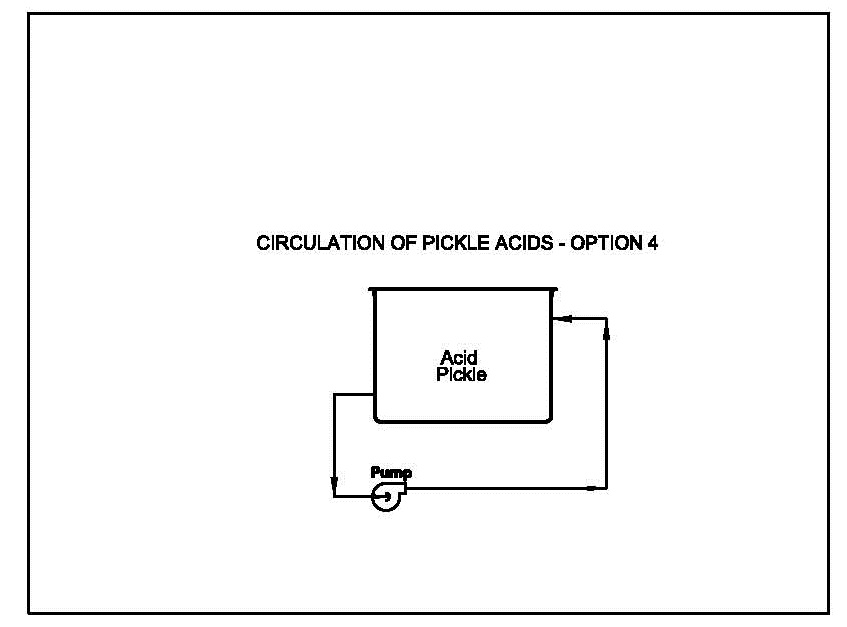 CIRCULATION OF PICKLE ACIDS - OPTION 4
Acid
Pickle
Pump